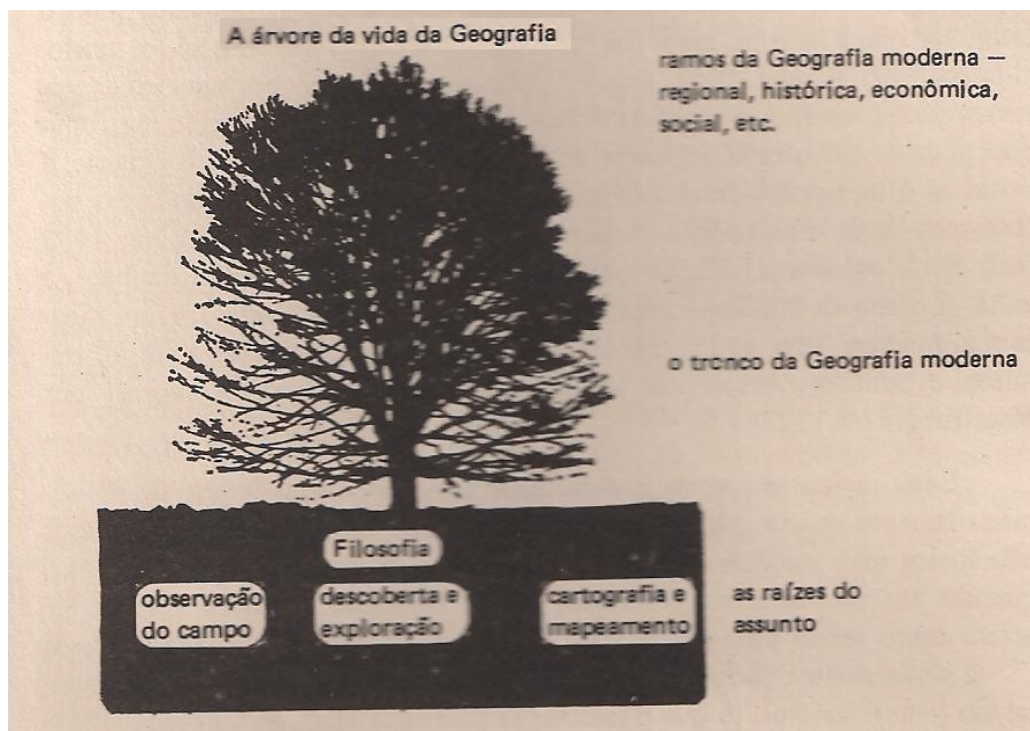 A árvore da vida da Geografia
ramos da Geografia moderna —
regional, histórica, econômica,
social, etc.
o tronco da Geografia moderna
Filosofia
observação
do campo
descoberta e
exploração
cartografia e
mapeamento
as raízes do
assunto